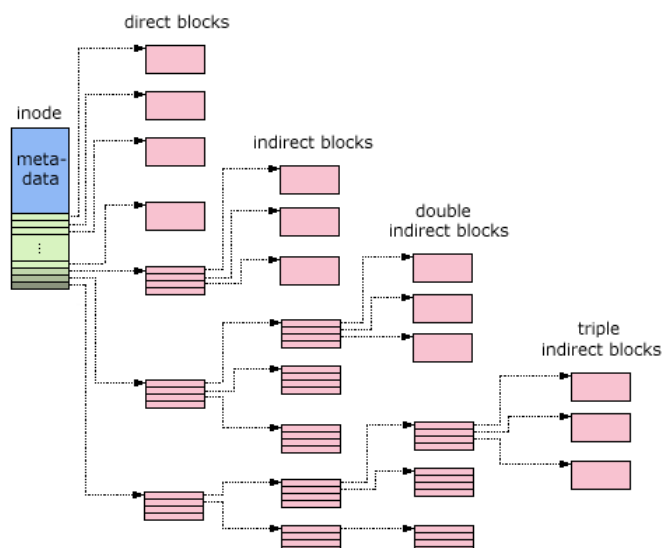 direct blocks
inode
meta-
data
⋮
indirect blocks
double
indirect blocks
triple
indirect blocks